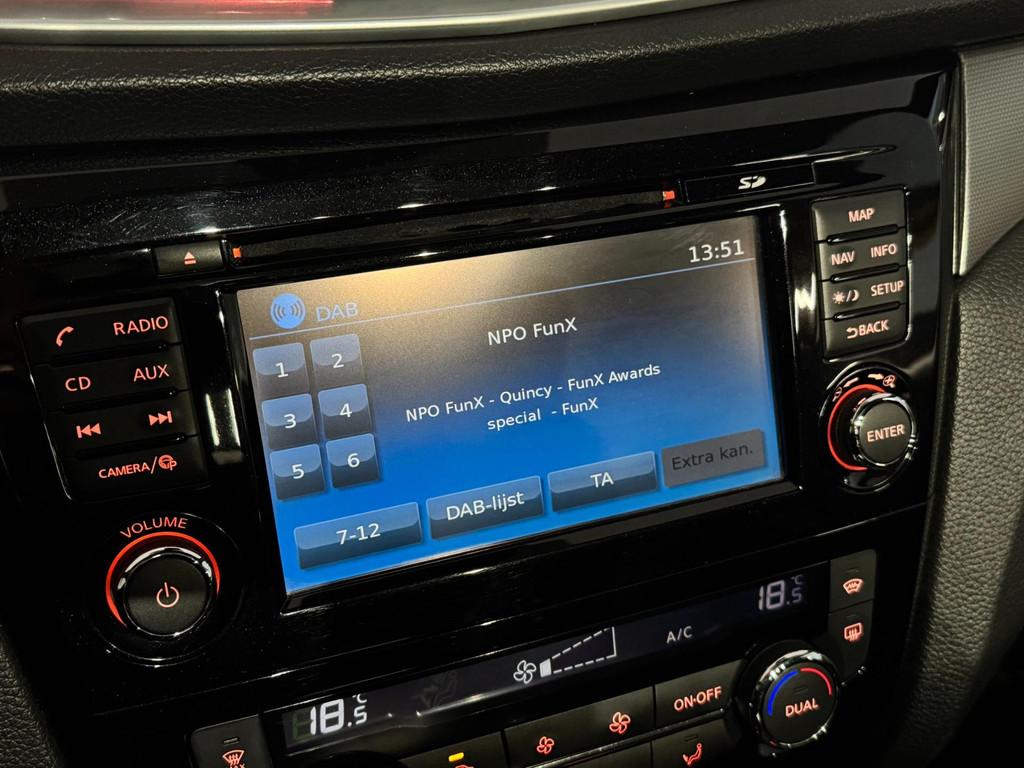 SD
MAP
NAV INFO
SETUP
BACK
ENTER
RADIO
CD AUX
CAMERA/
VOLUME
DAB 13:51
NPO FunX
NPO FunX - Quincy - FunX Awards
special - FunX
1 2
3 4
5 6
7-12 DAB-lijst TA Extra kan.
18.5°C A/C 18.5°C
ON·OFF
DUAL